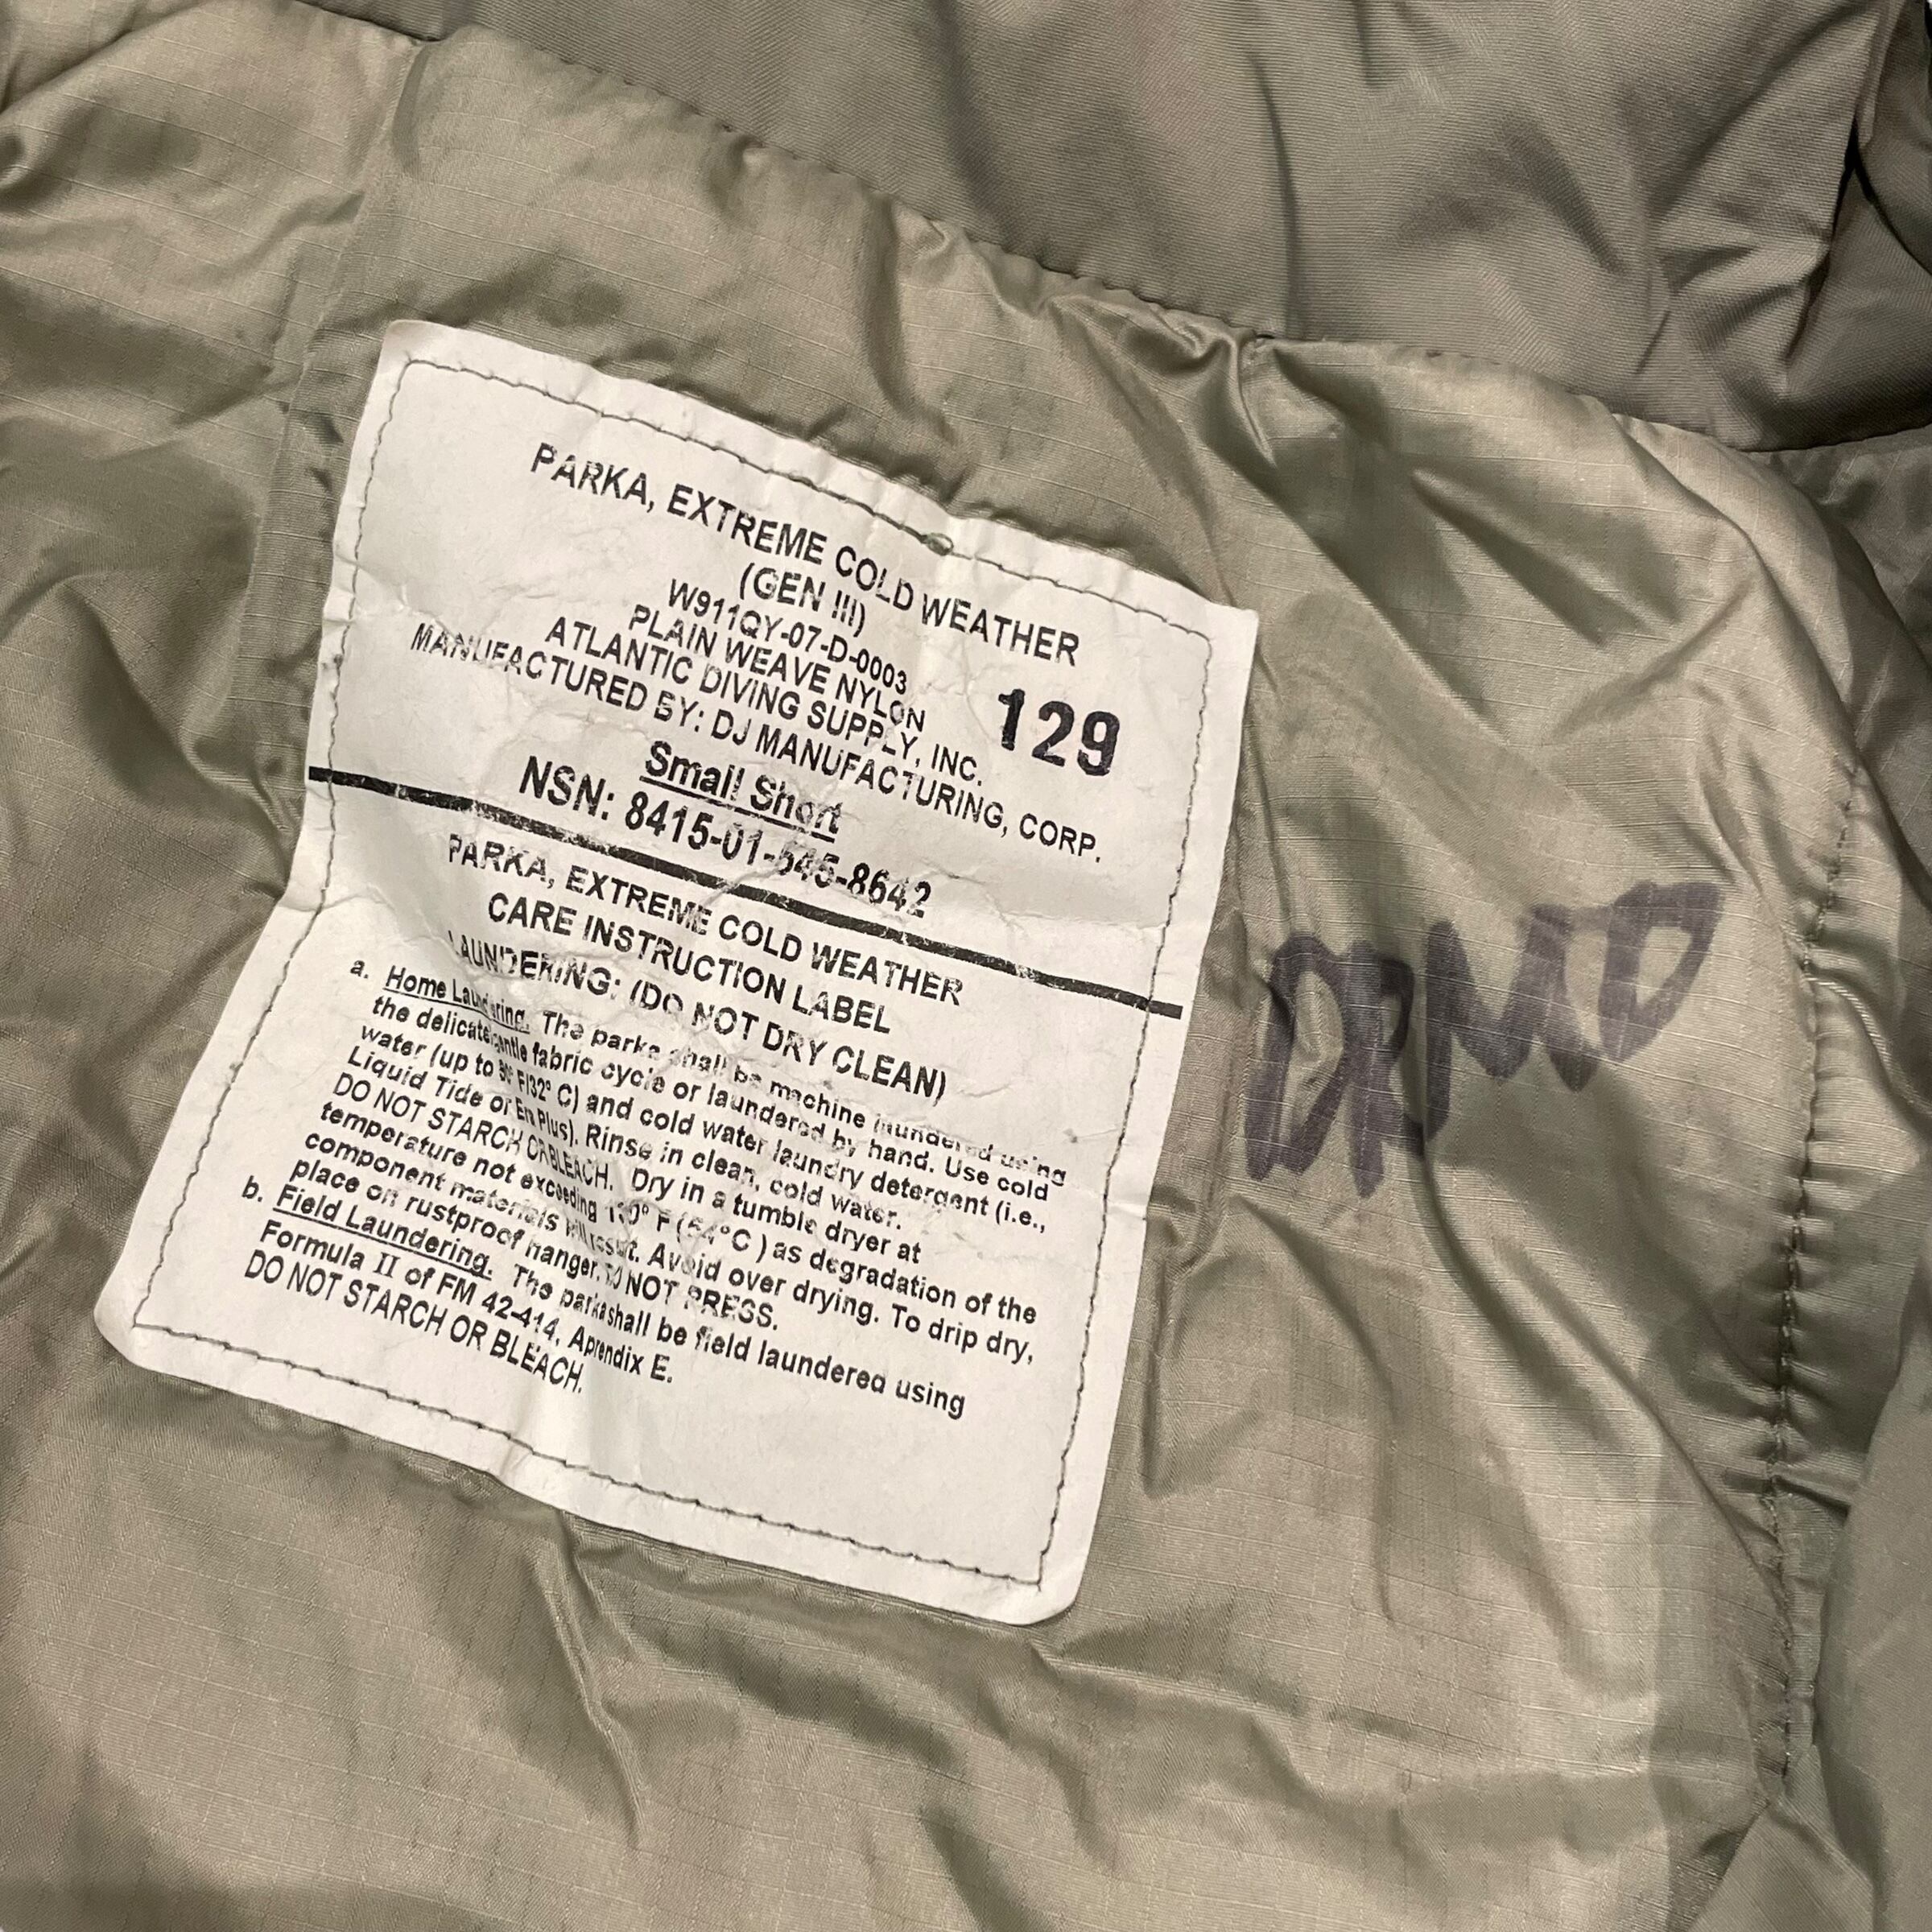 PARKA, EXTREME COLD WEATHER
(GEN III)
W911QY-07-D-0003
PLAIN WEAVE NYLON
ATLANTIC DIVING SUPPLY, INC.
129
MANUFACTURED BY: DJ MANUFACTURING, CORP.
Small Short
NSN: 8415-01-545-8642
PARKA, EXTREME COLD WEATHER
CARE INSTRUCTION LABEL
LAUNDERING: (DO NOT DRY CLEAN)
a. Home Laundering. The parka shall be machine laundered using
the delicate/gentle fabric cycle or laundered by hand. Use cold
water (up to 90° F/32° C) and cold water laundry detergent (i.e.,
Liquid Tide or Era Plus). Rinse in clean, cold water.
DO NOT STARCH OR BLEACH. Dry in a tumble dryer at
temperature not exceeding 130° F (54°C ) as degradation of the
component materials will result. Avoid over drying. To drip dry,
place on rustproof hanger. DO NOT PRESS.
b. Field Laundering. The parka shall be field laundered using
Formula II of FM 42-414, Appendix E.
DO NOT STARCH OR BLEACH.
DRMO